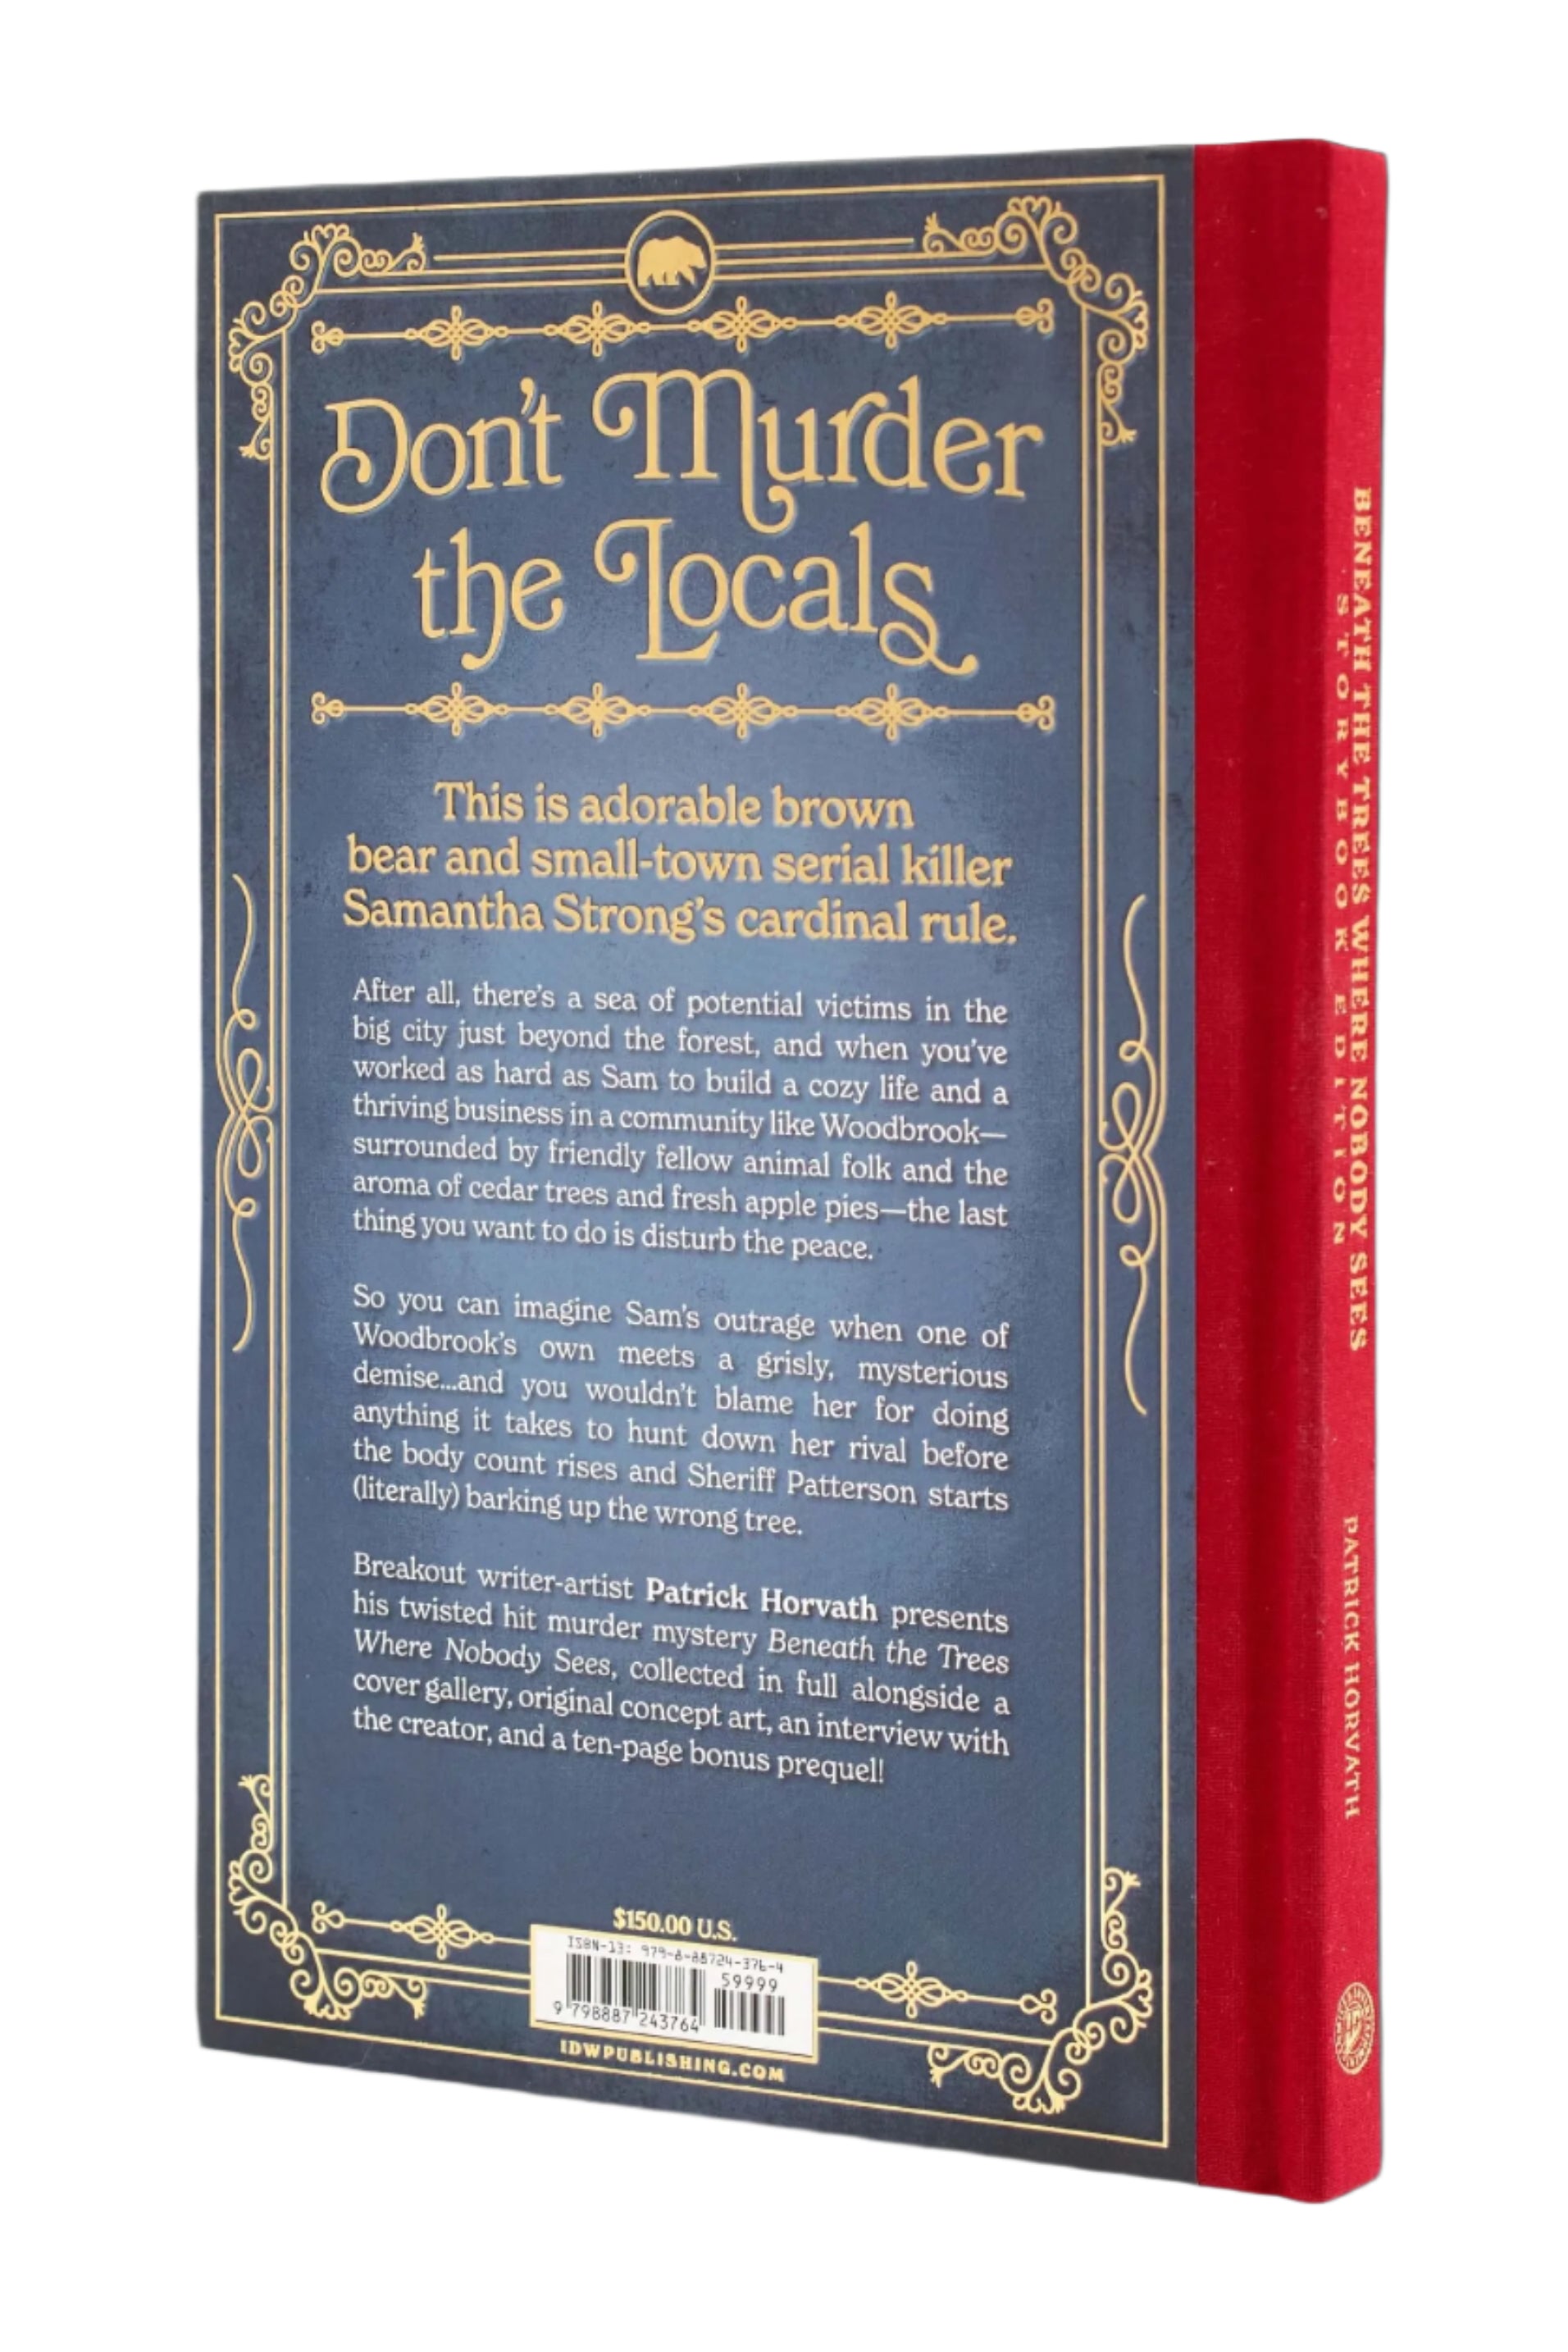 Don't Murder
the Locals
This is adorable brown
bear and small-town serial killer
Samantha Strong's cardinal rule.
After all, there's a sea of potential victims in the
big city just beyond the forest, and when you've
worked as hard as Sam to build a cozy life and a
thriving business in a community like Woodbrook—
surrounded by friendly fellow animal folk and the
aroma of cedar trees and fresh apple pies—the last
thing you want to do is disturb the peace.
So you can imagine Sam's outrage when one of
Woodbrook's own meets a grisly, mysterious
demise...and you wouldn't blame her for doing
anything it takes to hunt down her rival before
the body count rises and Sheriff Patterson starts
(literally) barking up the wrong tree.
Breakout writer-artist Patrick Horvath presents
his twisted hit murder mystery Beneath the Trees
Where Nobody Sees, collected in full alongside a
cover gallery, original concept art, an interview with
the creator, and a ten-page bonus prequel!
$150.00 U.S.
ISBN-13: 979-8-88724-376-4
59999
9 798887 243764
IDWPUBLISHING.COM
BENEATH THE TREES WHERE NOBODY SEES
STORYBOOK EDITION
PATRICK HORVATH